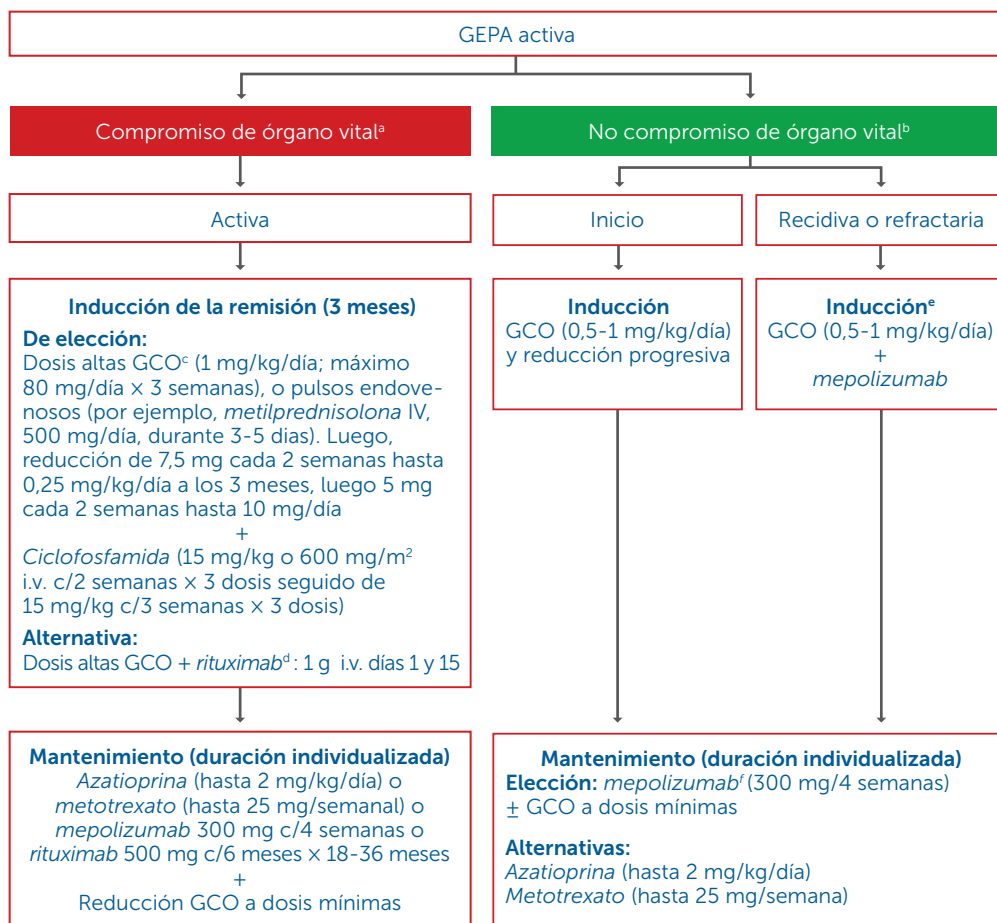 GEPA activa
Compromiso de órgano vitalᵃ
No compromiso de órgano vitalᵇ
Activa
Inicio
Recidiva o refractaria
Inducción de la remisión (3 meses)
De elección:
Dosis altas GCOᶜ (1 mg/kg/día; máximo
80 mg/día × 3 semanas), o pulsos endove-
nosos (por ejemplo, metilprednisolona IV,
500 mg/día, durante 3-5 dias). Luego,
reducción de 7,5 mg cada 2 semanas hasta
0,25 mg/kg/día a los 3 meses, luego 5 mg
cada 2 semanas hasta 10 mg/día
+
Ciclofosfamida (15 mg/kg o 600 mg/m²
i.v. c/2 semanas × 3 dosis seguido de
15 mg/kg c/3 semanas × 3 dosis)
Alternativa:
Dosis altas GCO + rituximabᵈ : 1 g i.v. días 1 y 15
Inducción
GCO (0,5-1 mg/kg/día)
y reducción progresiva
Inducciónᵉ
GCO (0,5-1 mg/kg/día)
+
mepolizumab
Mantenimiento (duración individualizada)
Azatioprina (hasta 2 mg/kg/día) o
metotrexato (hasta 25 mg/semanal) o
mepolizumab 300 mg c/4 semanas o
rituximab 500 mg c/6 meses × 18-36 meses
+
Reducción GCO a dosis mínimas
Mantenimiento (duración individualizada)
Elección: mepolizumabᶠ (300 mg/4 semanas)
± GCO a dosis mínimas
Alternativas:
Azatioprina (hasta 2 mg/kg/día)
Metotrexato (hasta 25 mg/semana)